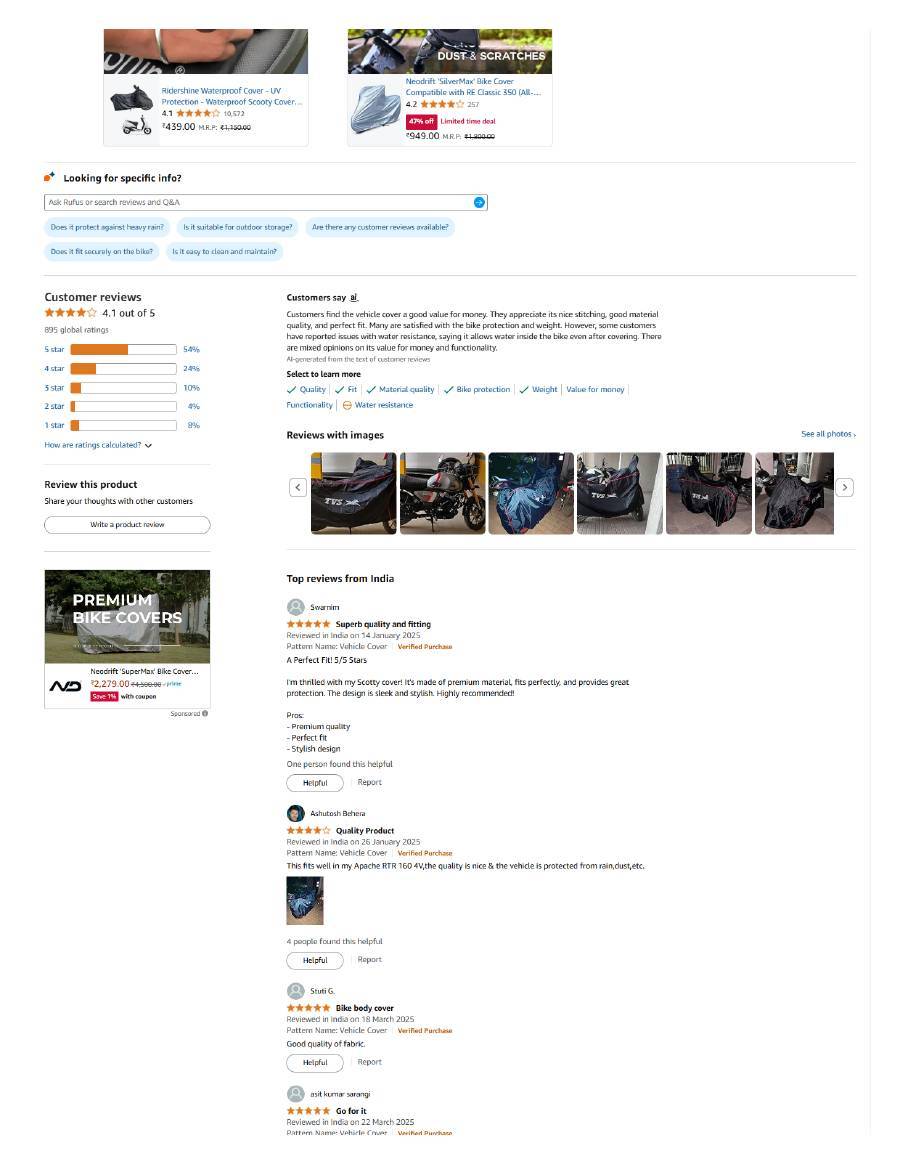 DUST & SCRATCHES
Ridershine Waterproof Cover - UV
Protection - Waterproof Scooty Cover...
4.1 10,572
₹439.00 M.R.P: ₹1,150.00
Neodrift 'SilverMax' Bike Cover
Compatible with RE Classic 350 (All-...
4.2 257
47% off Limited time deal
₹949.00 M.R.P: ₹1,800.00
Looking for specific info?
Ask Rufus or search reviews and Q&A
Does it protect against heavy rain? Is it suitable for outdoor storage? Are there any customer reviews available?
Does it fit securely on the bike? Is it easy to clean and maintain?
Customer reviews
4.1 out of 5
895 global ratings
5 star 54%
4 star 24%
3 star 10%
2 star 4%
1 star 8%
How are ratings calculated?
Review this product
Share your thoughts with other customers
Write a product review
PREMIUM
BIKE COVERS
ND
Neodrift 'SuperMax' Bike Cover...
₹2,279.00 ₹4,500.00 prime
Save 1% with coupon
Sponsored
Customers say ai
Customers find the vehicle cover a good value for money. They appreciate its nice stitching, good material
quality, and perfect fit. Many are satisfied with the bike protection and weight. However, some customers
have reported issues with water resistance, saying it allows water inside the bike even after covering. There
are mixed opinions on its value for money and functionality.
AI-generated from the text of customer reviews
Select to learn more
Quality Fit Material quality Bike protection Weight Value for money
Functionality Water resistance
Reviews with images See all photos ›
TVS
TVS
Top reviews from India
Swarnim
Superb quality and fitting
Reviewed in India on 14 January 2025
Pattern Name: Vehicle Cover Verified Purchase
A Perfect Fit! 5/5 Stars
I'm thrilled with my Scotty cover! It's made of premium material, fits perfectly, and provides great
protection. The design is sleek and stylish. Highly recommended!
Pros:
- Premium quality
- Perfect fit
- Stylish design
One person found this helpful
Helpful Report
Ashutosh Behera
Quality Product
Reviewed in India on 26 January 2025
Pattern Name: Vehicle Cover Verified Purchase
This fits well in my Apache RTR 160 4V,the quality is nice & the vehicle is protected from rain,dust,etc.
4 people found this helpful
Helpful Report
Stuti G.
Bike body cover
Reviewed in India on 18 March 2025
Pattern Name: Vehicle Cover Verified Purchase
Good quality of fabric.
Helpful Report
asit kumar sarangi
Go for it
Reviewed in India on 22 March 2025
Pattern Name: Vehicle Cover Verified Purchase